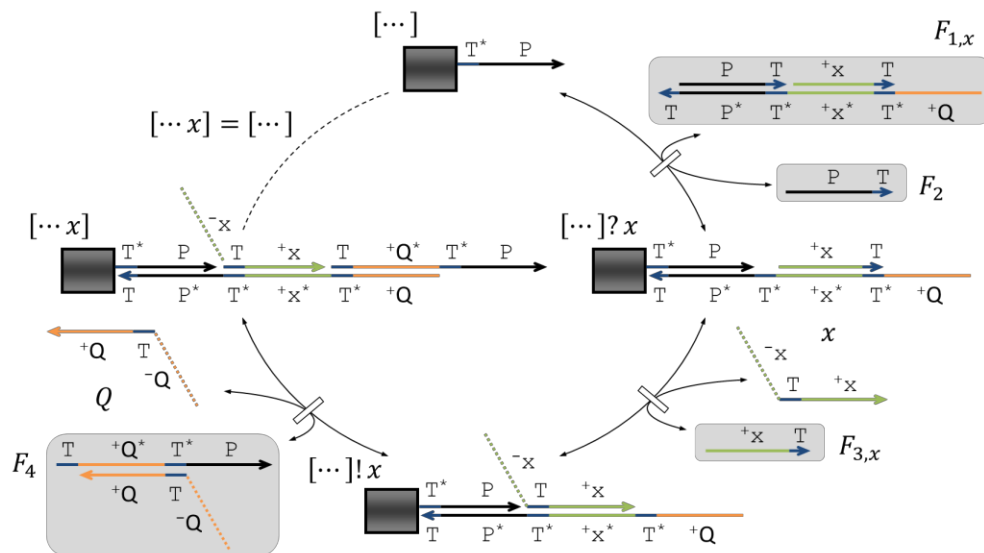 [⋯]
T* P
F₁,ₓ
P T ⁺x T
T P* T* ⁺x* T* ⁺Q
[⋯ x] = [⋯]
P T
F₂
[⋯ x]
⁻x
T* P T ⁺x T ⁺Q* T* P
T P* T* ⁺x* T* ⁺Q
[⋯]? x
T* P ⁺x T
T P* T* ⁺x* T* ⁺Q
⁺Q T
⁻Q
Q
x
⁻x
T ⁺x
F₄
T ⁺Q* T* P
⁺Q T
⁻Q
⁺x T
F₃,ₓ
[⋯]! x
⁻x
T* P T ⁺x
T P* T* ⁺x* T* ⁺Q